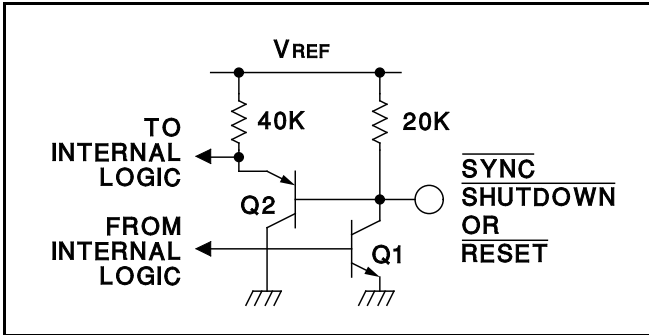 VREF
40K
20K
TO
INTERNAL
LOGIC
Q2
SYNC
SHUTDOWN
OR
RESET
FROM
INTERNAL
LOGIC
Q1